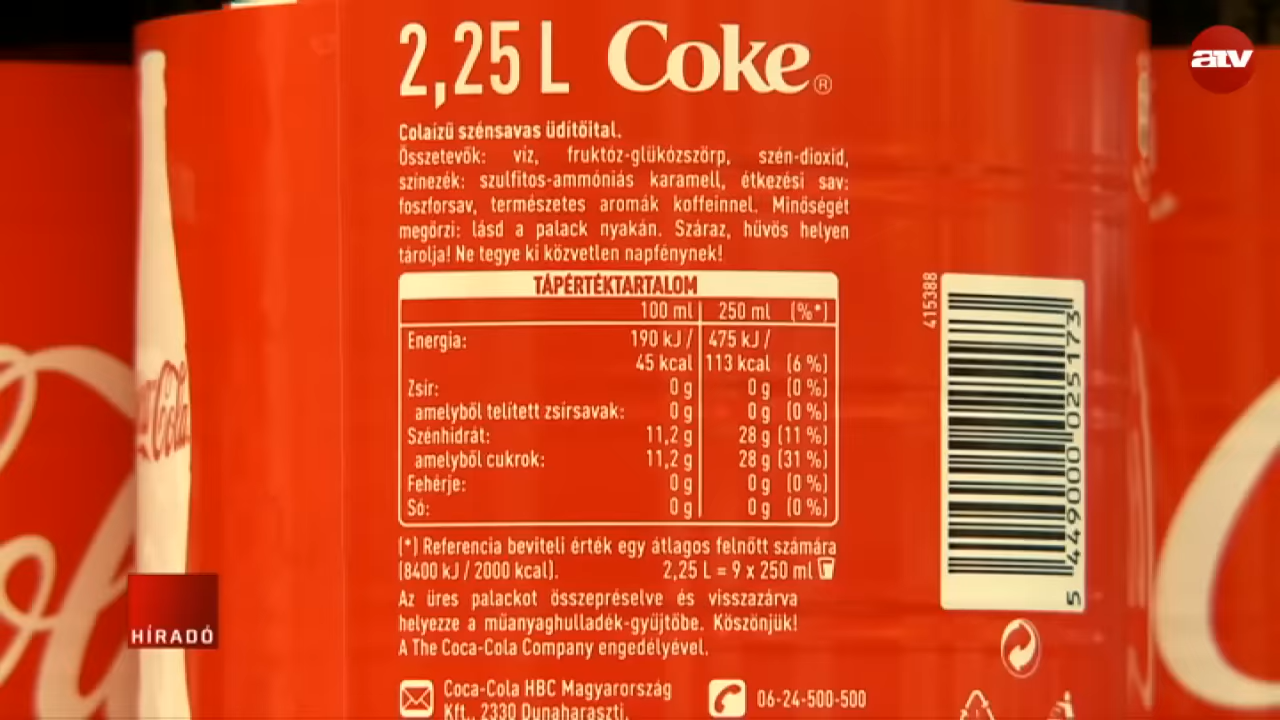 atv
2,25 L Coke®
Colaízű szénsavas üdítőital.
Összetevők: víz, fruktóz-glükózszörp, szén-dioxid,
színezék: szulfitos-ammóniás karamell, étkezési sav:
foszforsav, természetes aromák koffeinnel. Minőségét
megőrzi: lásd a palack nyakán. Száraz, hűvös helyen
tárolja! Ne tegye ki közvetlen napfénynek!
TÁPÉRTÉKTARTALOM
100 ml 250 ml (%*)
Energia: 190 kJ / 475 kJ /
45 kcal 113 kcal (6 %)
Zsír: 0 g 0 g (0 %)
amelyből telített zsírsavak: 0 g 0 g (0 %)
Szénhidrát: 11,2 g 28 g (11 %)
amelyből cukrok: 11,2 g 28 g (31 %)
Fehérje: 0 g 0 g (0 %)
Só: 0 g 0 g (0 %)
(*) Referencia beviteli érték egy átlagos felnőtt számára
(8400 kJ / 2000 kcal). 2,25 L = 9 x 250 ml
Az üres palackot összepréselve és visszazárva
helyezze a műanyaghulladék-gyűjtőbe. Köszönjük!
A The Coca-Cola Company engedélyével.
Coca-Cola HBC Magyarország
Kft., 2330 Dunaharaszti,
06-24-500-500
415388
5 449000 025173
Cola
HÍRADÓ